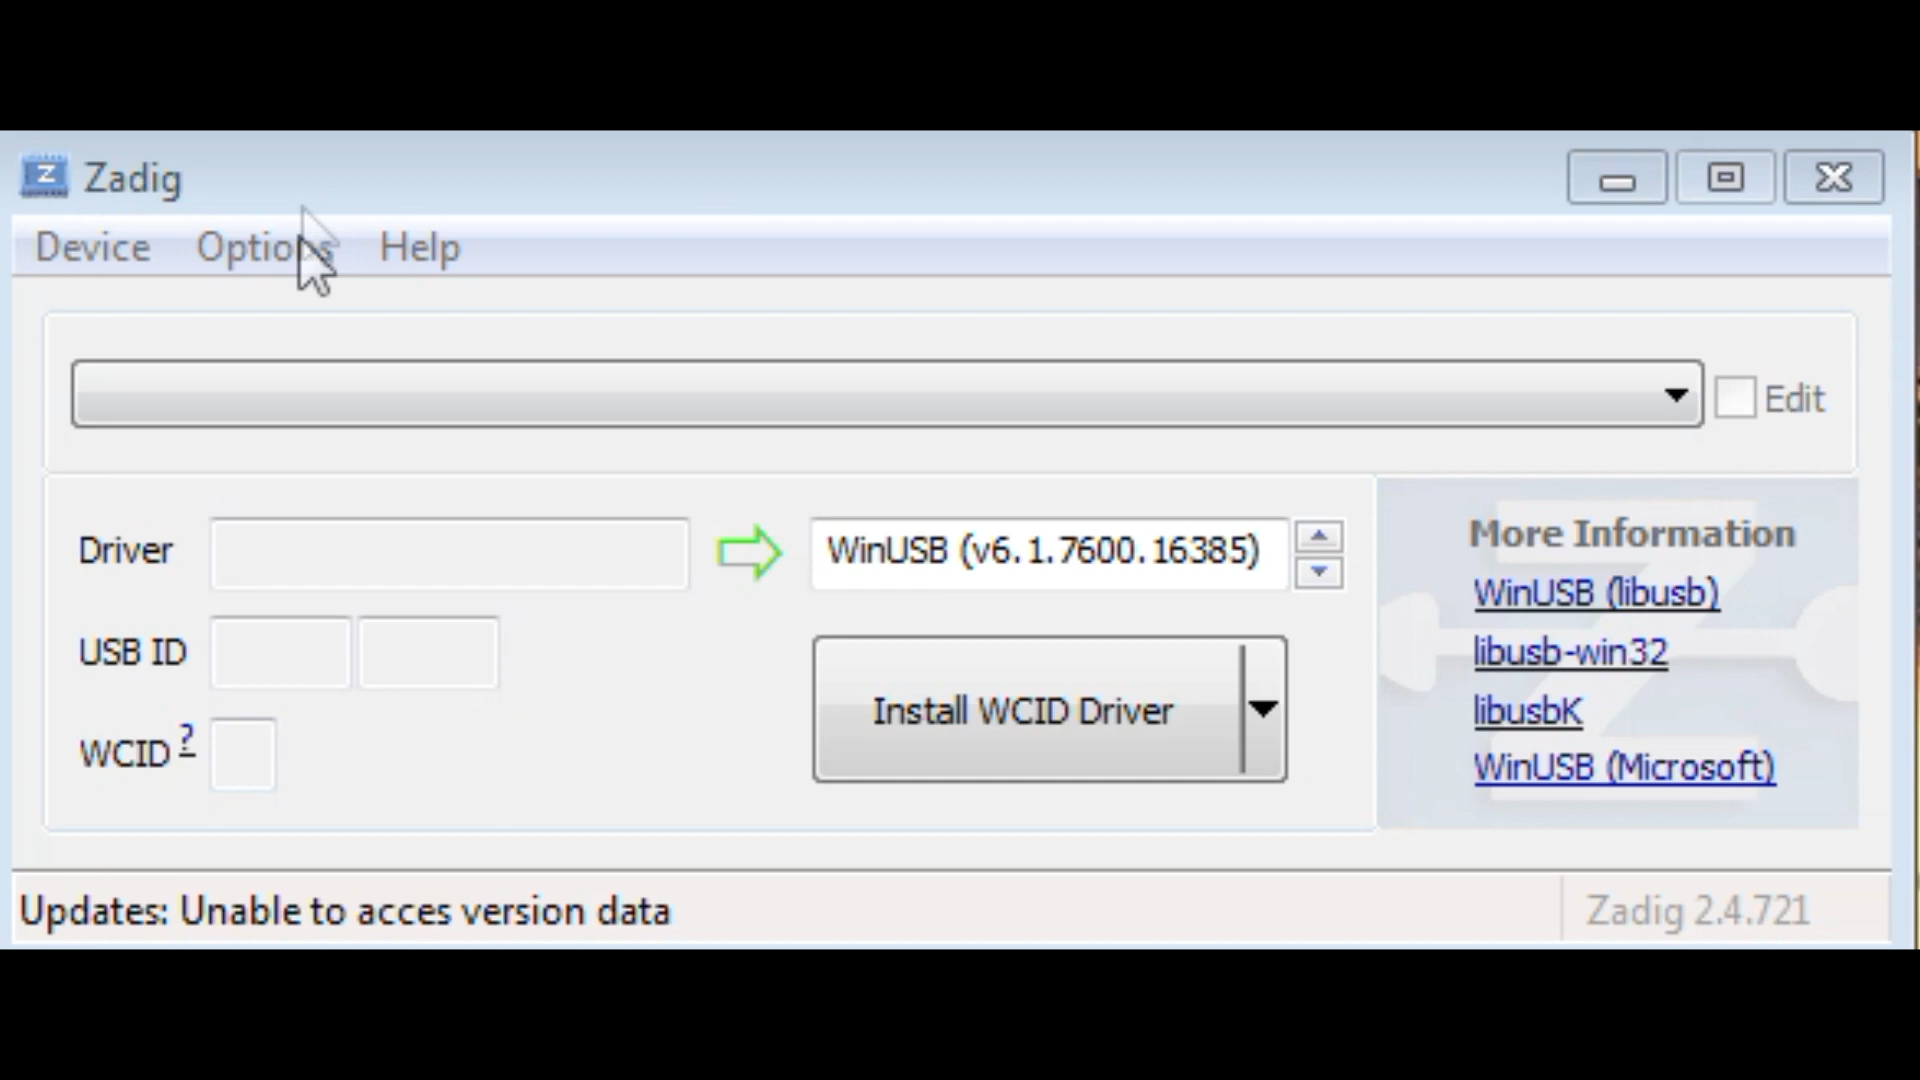 Z Zadig
Device Options Help
Edit
Driver WinUSB (v6.1.7600.16385)
USB ID
WCID ?
Install WCID Driver
More Information
WinUSB (libusb)
libusb-win32
libusbK
WinUSB (Microsoft)
Updates: Unable to acces version data
Zadig 2.4.721